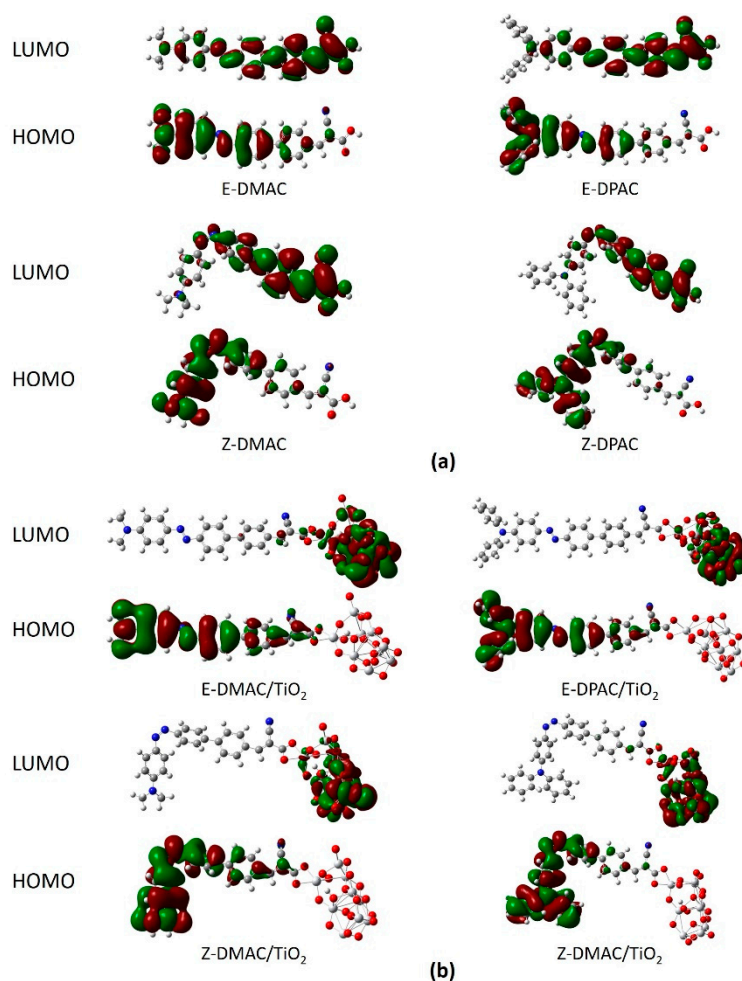 LUMO
HOMO
E-DMAC E-DPAC
LUMO
HOMO
Z-DMAC Z-DPAC
(a)
LUMO
HOMO
E-DMAC/TiO₂ E-DPAC/TiO₂
LUMO
HOMO
Z-DMAC/TiO₂ Z-DMAC/TiO₂
(b)